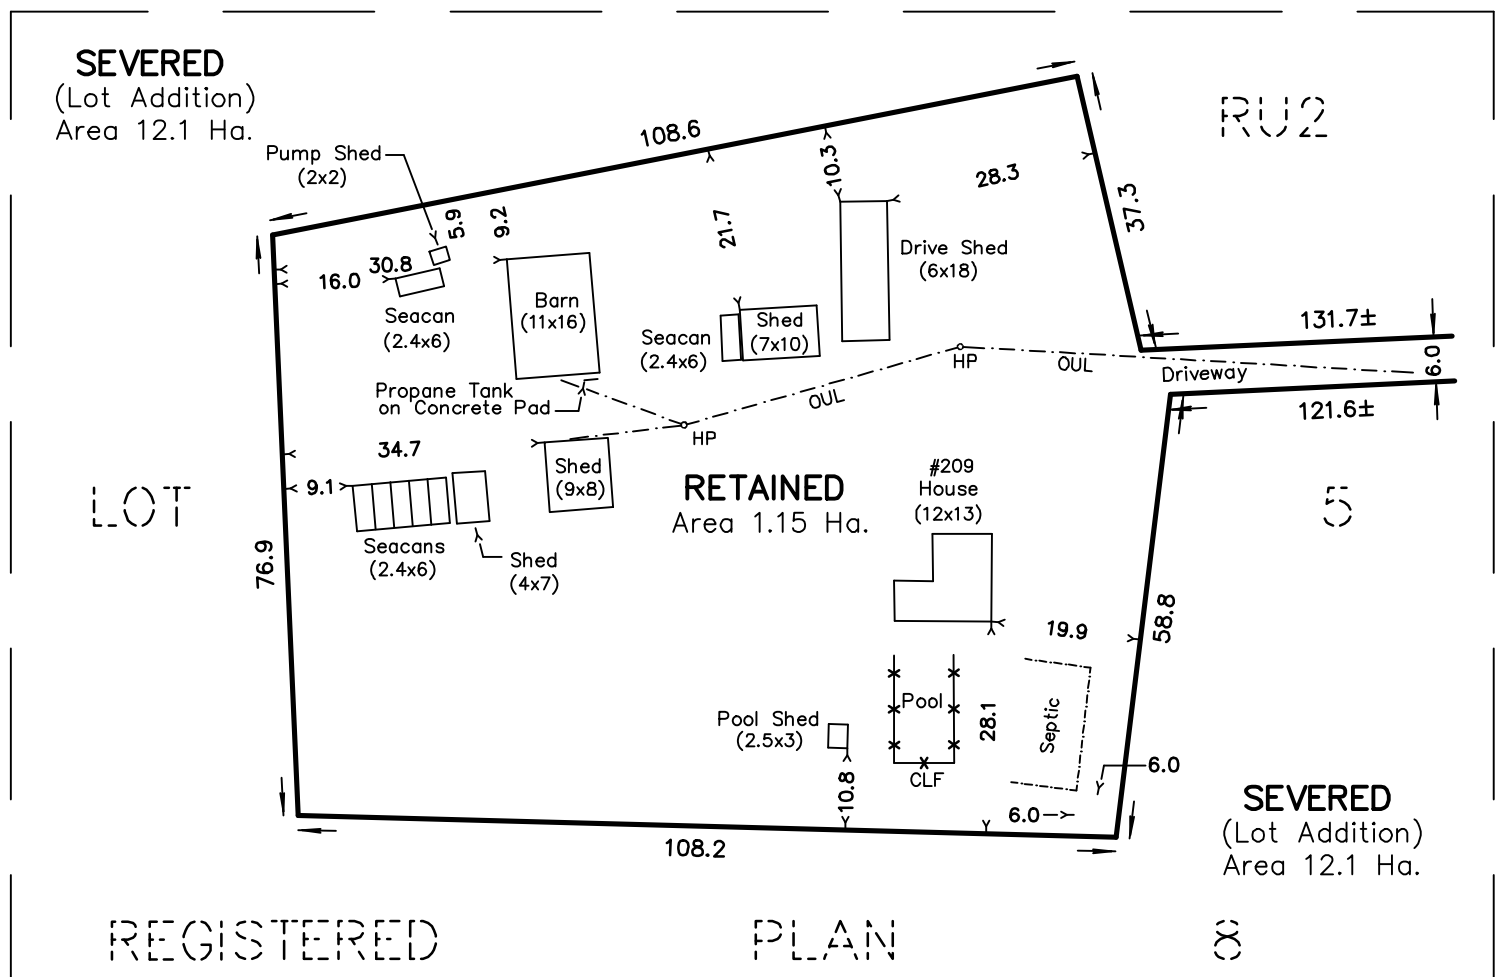 SEVERED
(Lot Addition)
Area 12.1 Ha.
RU2
108.6
Pump Shed
(2x2)
10.3
28.3
37.3
5.9
9.2
21.7
30.8
16.0
Drive Shed
(6x18)
Seacan
(2.4x6)
Barn
(11x16)
Seacan
(2.4x6)
Shed
(7x10)
131.7±
6.0
HP
OUL
Driveway
121.6±
Propane Tank
on Concrete Pad
OUL
HP
34.7
9.1
Shed
(9x8)
RETAINED
Area 1.15 Ha.
#209
House
(12x13)
LOT
5
Seacans
(2.4x6)
Shed
(4x7)
76.9
58.8
19.9
Pool
Pool Shed
(2.5x3)
28.1
Septic
CLF
10.8
6.0
6.0
108.2
SEVERED
(Lot Addition)
Area 12.1 Ha.
REGISTERED PLAN 8